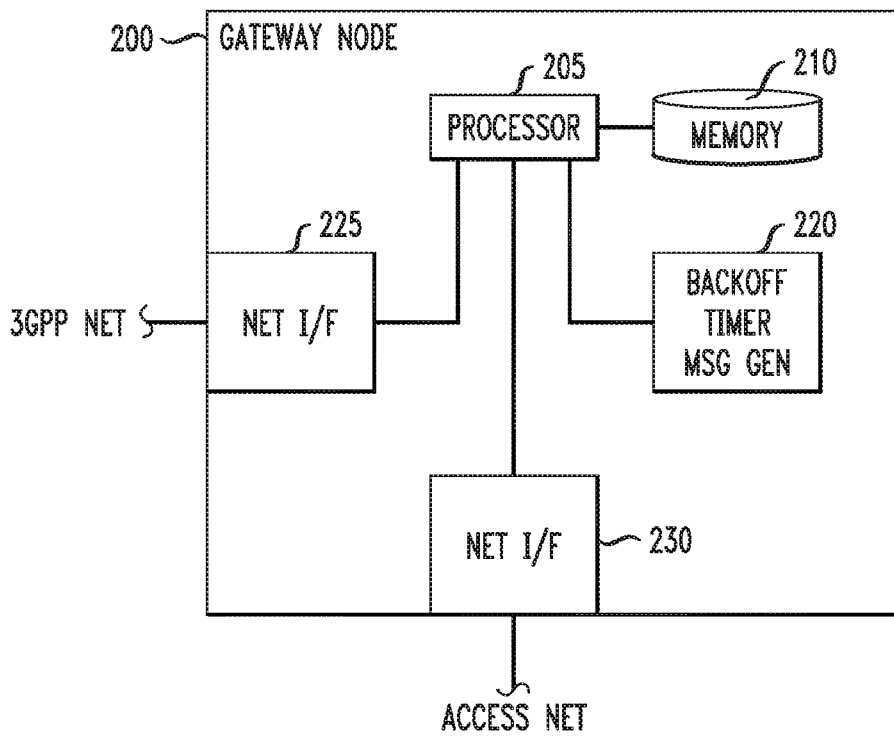 200
GATEWAY NODE
205
210
PROCESSOR
MEMORY
225
220
3GPP NET
NET I/F
BACKOFF
TIMER
MSG GEN
NET I/F
230
ACCESS NET